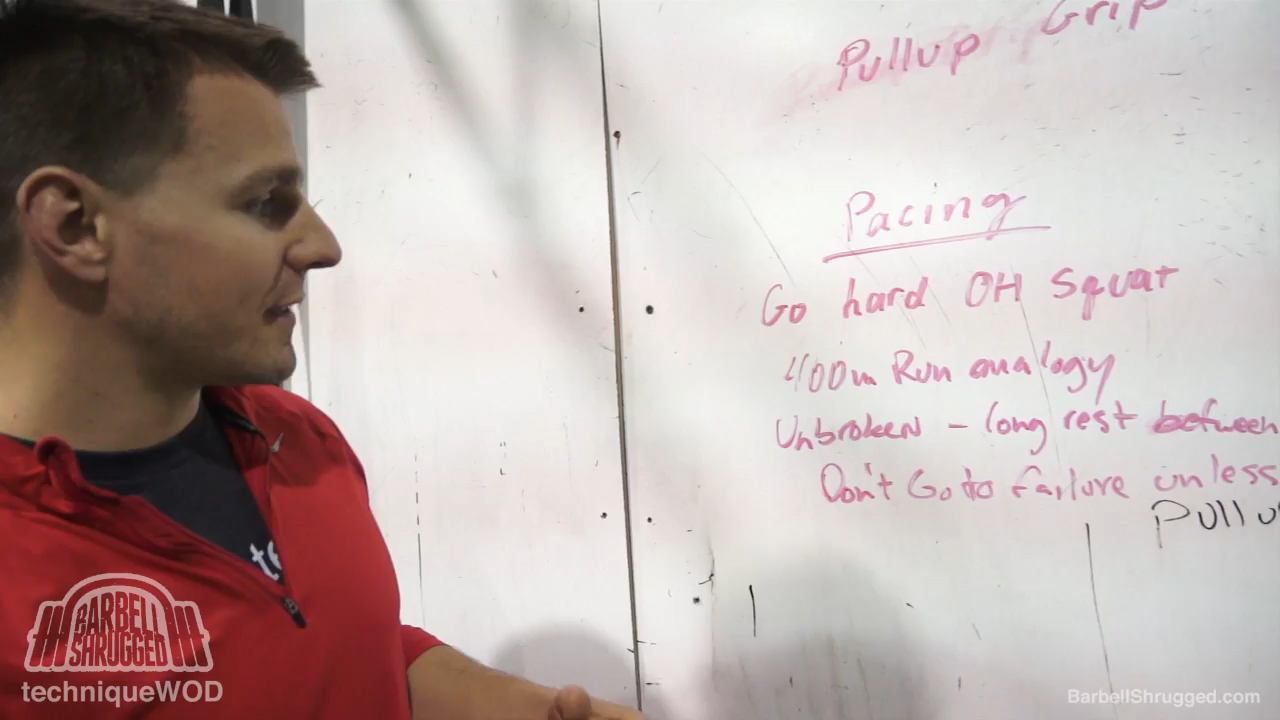 Pullup Grip
Pacing
Go hard OH Squat
400m Run analogy
Unbroken - long rest between
Don't Go to failure unless
Pullu
te
BARBELL
SHRUGGED
techniqueWOD
BarbellShrugged.com